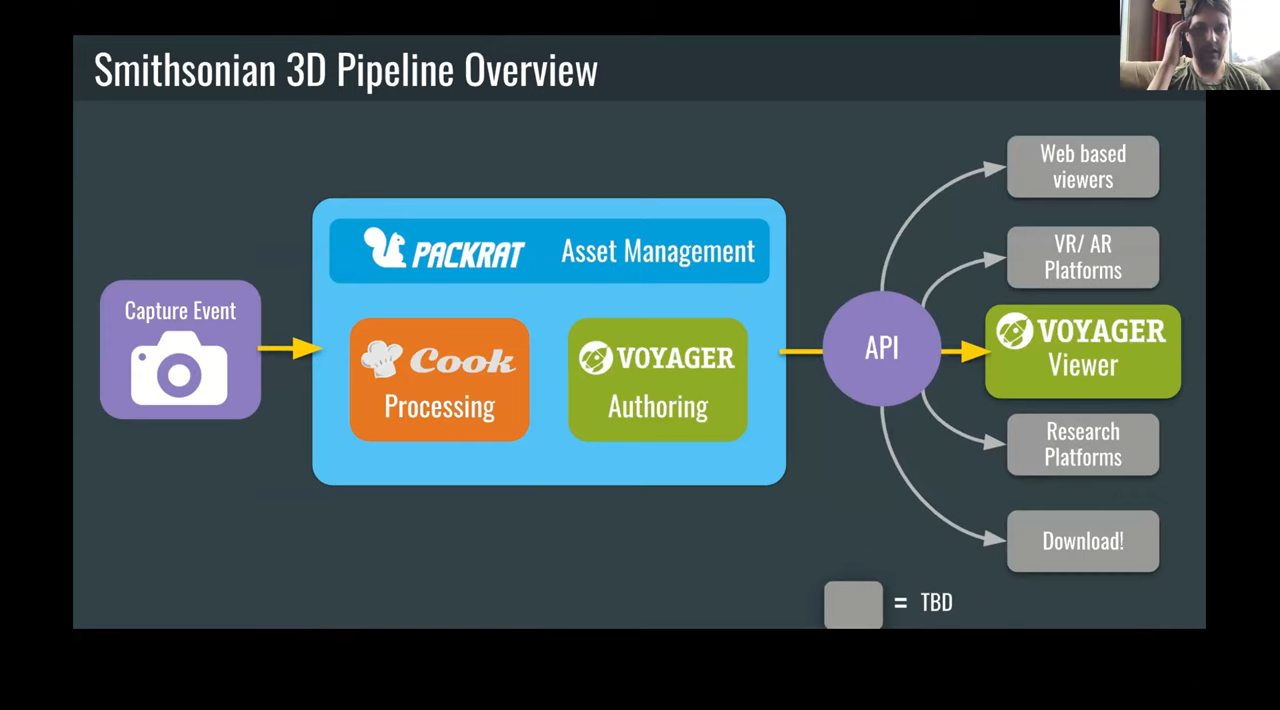 Smithsonian 3D Pipeline Overview
Capture Event
PACKRAT Asset Management
Cook
Processing
VOYAGER
Authoring
API
Web based
viewers
VR/ AR
Platforms
VOYAGER
Viewer
Research
Platforms
Download!
= TBD